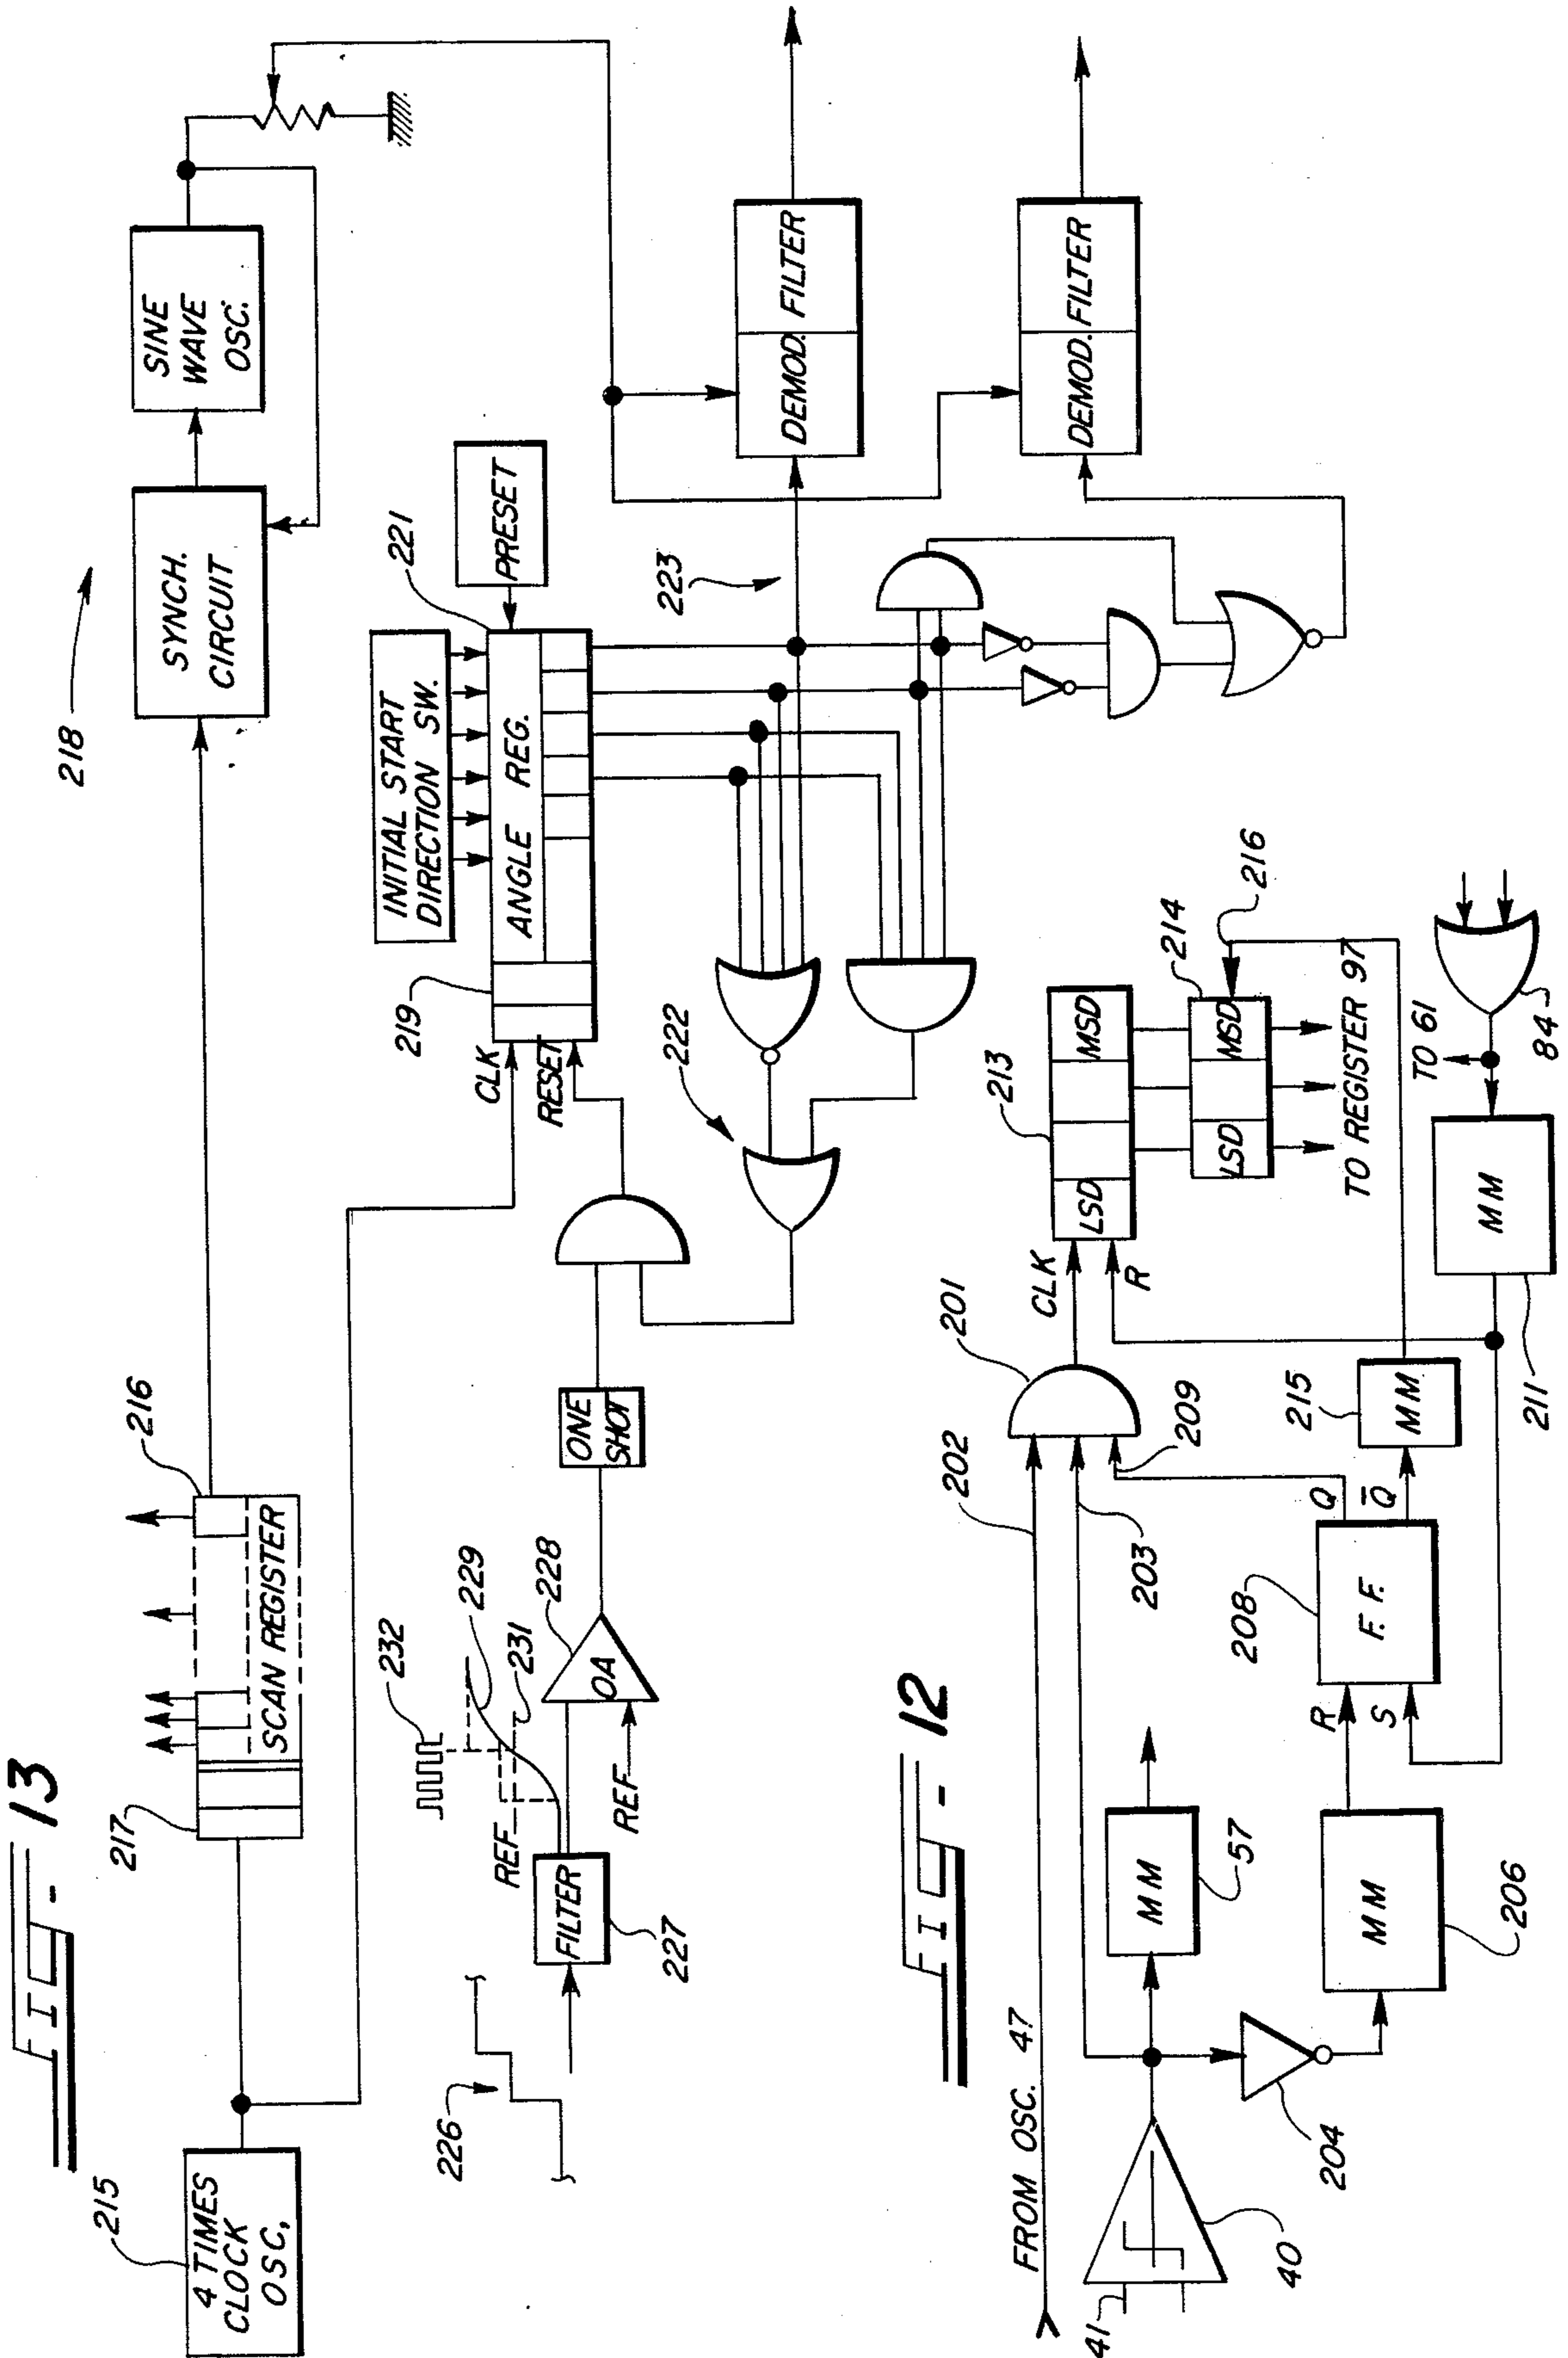 FIG-13
4 TIMES
CLOCK
OSC,
215
217
216
SCAN REGISTER
218
SYNCH.
CIRCUIT
SINE
WAVE
OSC.
INITIAL START
DIRECTION SW.
ANGLE REG.
219
221
PRESET
CLK
RESET
222
223
DEMOD. FILTER
DEMOD. FILTER
226
FILTER
227
REF
232
229
231
228
OA
REF
ONE
SHOT
FIG-12
FROM OSC. 47
41
40
204
MM
57
MM
206
202
203
201
209
R
S
F.F.
208
Q
Q̅
215
MM
CLK
R
213
LSD
MSD
214
LSD
MSD
216
TO REGISTER 97
MM
211
TO 61
84